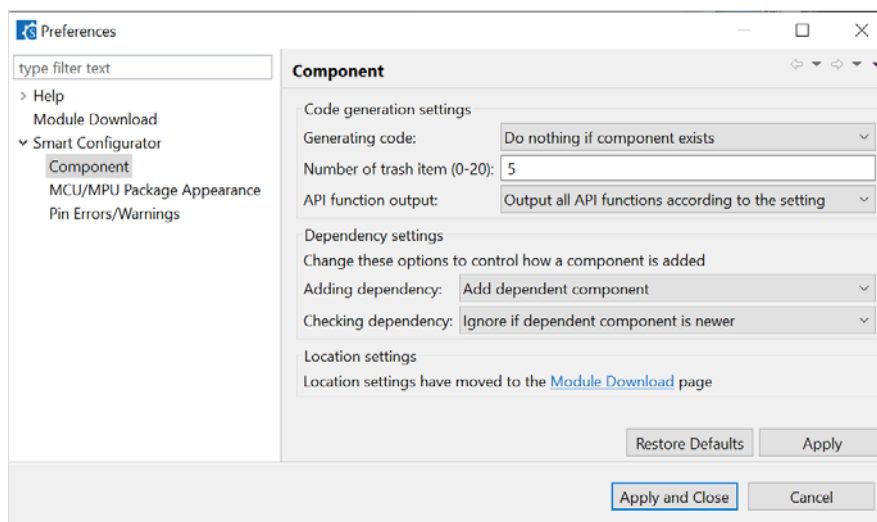 Preferences
type filter text
Component
Help
Module Download
Smart Configurator
Component
MCU/MPU Package Appearance
Pin Errors/Warnings
Code generation settings
Generating code: Do nothing if component exists
Number of trash item (0-20): 5
API function output: Output all API functions according to the setting
Dependency settings
Change these options to control how a component is added
Adding dependency: Add dependent component
Checking dependency: Ignore if dependent component is newer
Location settings
Location settings have moved to the Module Download page
Restore Defaults Apply
Apply and Close Cancel